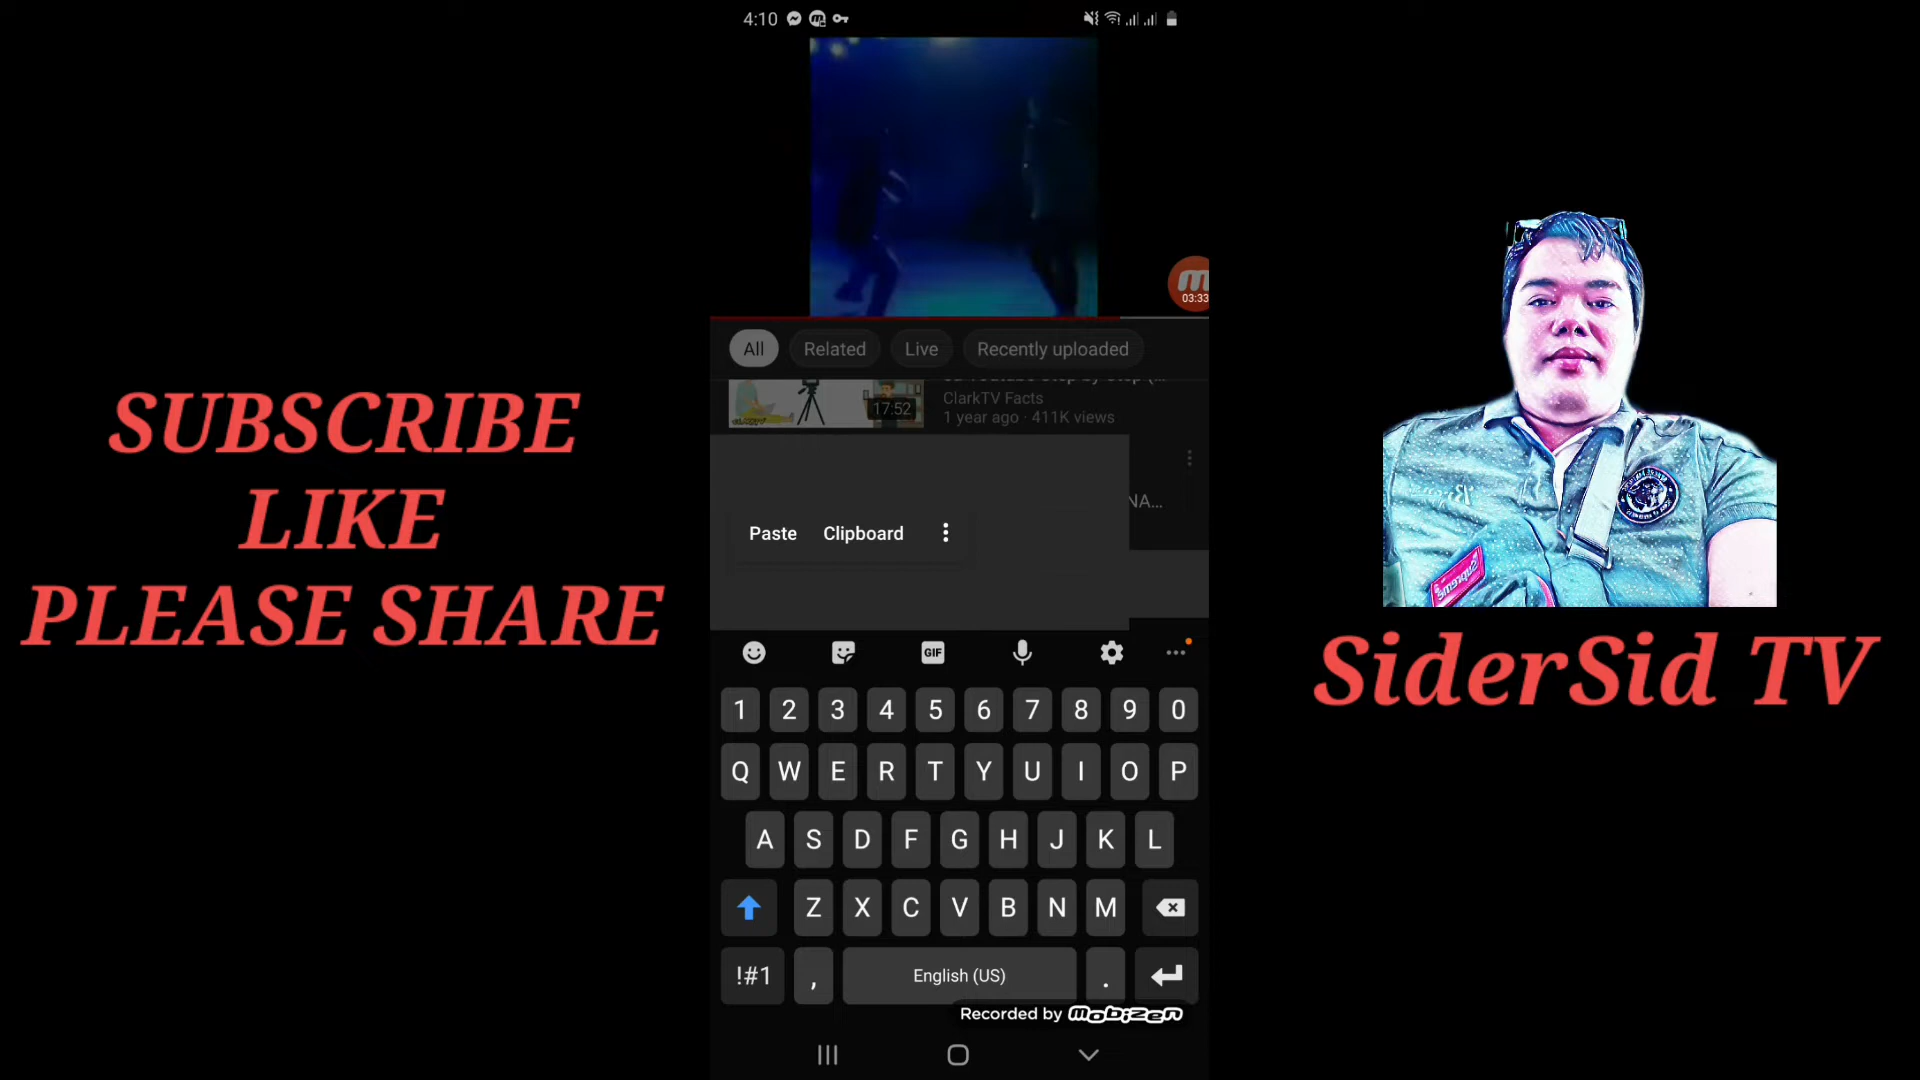 SUBSCRIBE
LIKE
PLEASE SHARE
4:10
03:33
All Related Live Recently uploaded
17:52
ClarkTV Facts
1 year ago · 411K views
NA...
Paste Clipboard
GIF
1 2 3 4 5 6 7 8 9 0
Q W E R T Y U I O P
A S D F G H J K L
Z X C V B N M
!#1 , English (US) .
Recorded by mobizen
Supreme
SiderSid TV